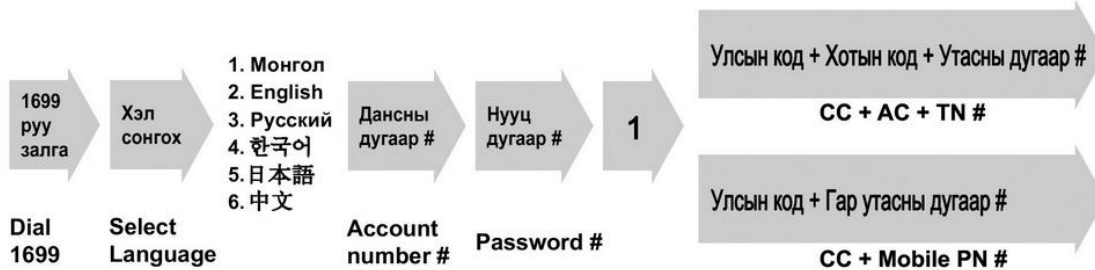 1699
руу
залга
Dial
1699
Хэл
сонгох
Select
Language
1. Монгол
2. English
3. Русский
4. 한국어
5. 日本語
6. 中文
Дансны
дугаар #
Account
number #
Нууц
дугаар #
Password #
1
Улсын код + Хотын код + Утасны дугаар #
CC + AC + TN #
Улсын код + Гар утасны дугаар #
CC + Mobile PN #